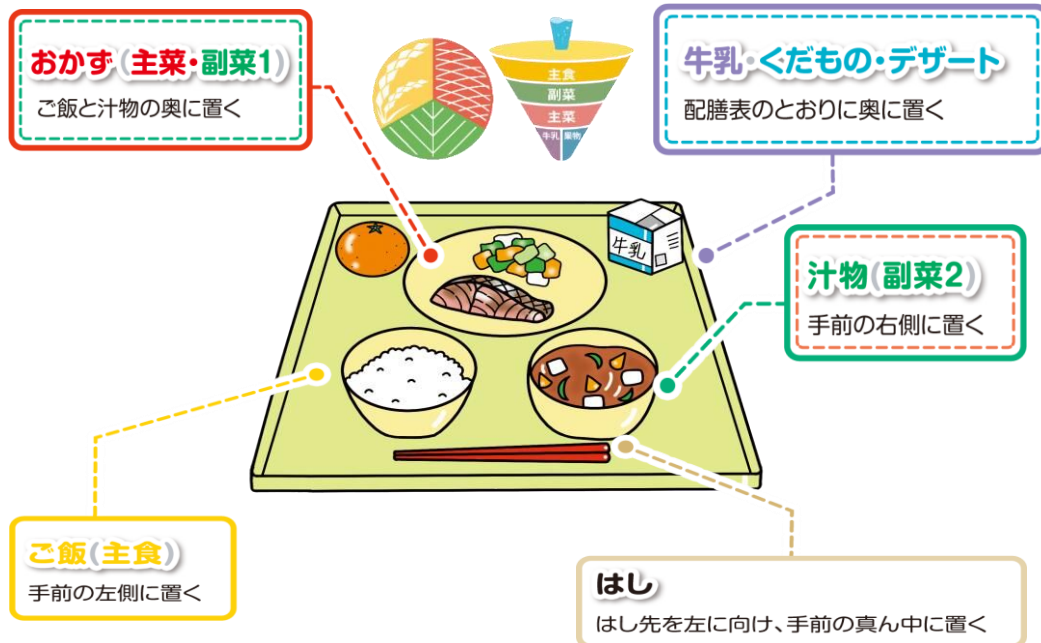 おかず(主菜・副菜1)
ご飯と汁物の奥に置く
主食
副菜
主菜
牛乳 果物
牛乳・くだもの・デザート
配膳表のとおりに奥に置く
牛乳
汁物(副菜2)
手前の右側に置く
ご飯(主食)
手前の左側に置く
はし
はし先を左に向け、手前の真ん中に置く